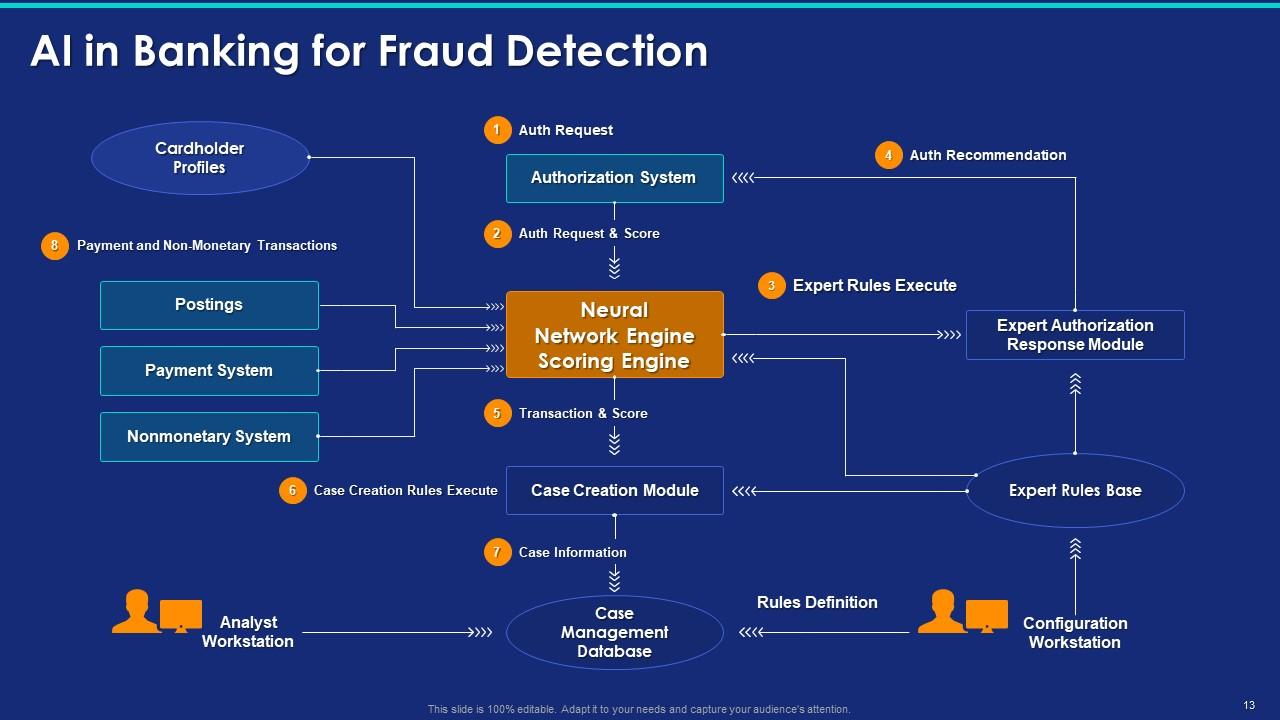 AI in Banking for Fraud Detection
Cardholder
Profiles
1 Auth Request
Authorization System
4 Auth Recommendation
2 Auth Request & Score
8 Payment and Non-Monetary Transactions
Postings
Payment System
Nonmonetary System
Neural
Network Engine
Scoring Engine
3 Expert Rules Execute
Expert Authorization
Response Module
5 Transaction & Score
6 Case Creation Rules Execute
Case Creation Module
Expert Rules Base
7 Case Information
Analyst
Workstation
Case
Management
Database
Rules Definition
Configuration
Workstation
This slide is 100% editable. Adapt it to your needs and capture your audience's attention.
13